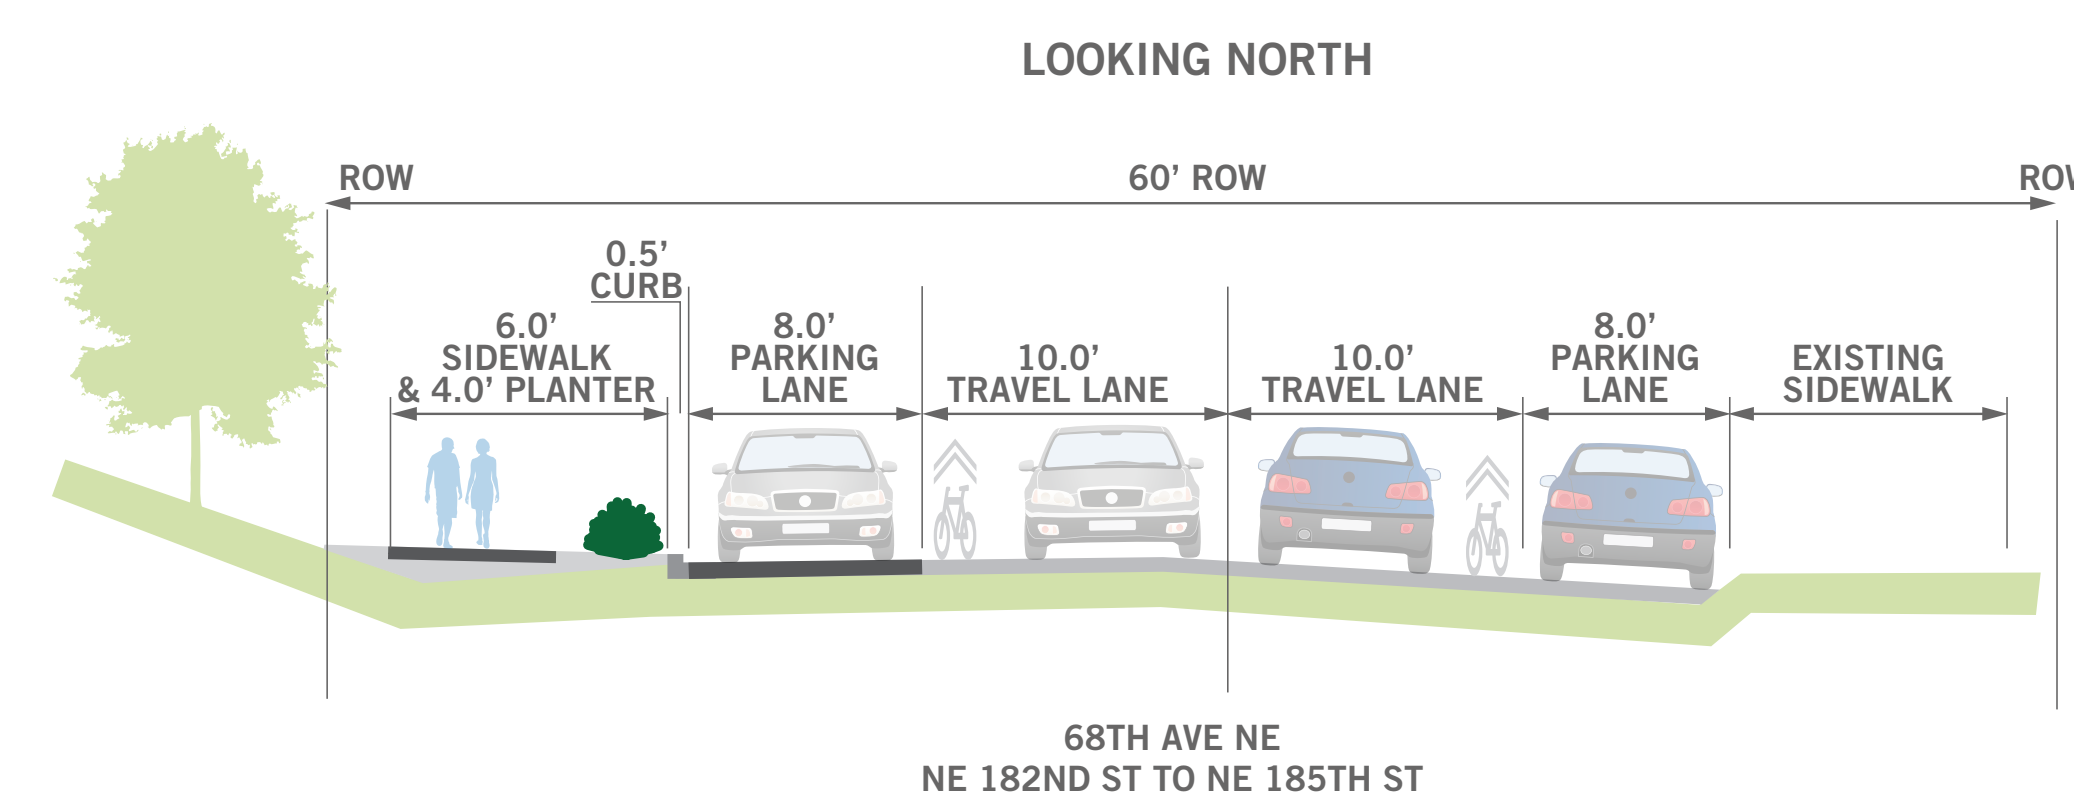 LOOKING NORTH
ROW
60’ ROW
0.5’
CURB
6.0’
SIDEWALK
& 4.0’ PLANTER
8.0’
PARKING
LANE
10.0’
TRAVEL LANE
10.0’
TRAVEL LANE
8.0’
PARKING
LANE
EXISTING
SIDEWALK
68TH AVE NE
NE 182ND ST TO NE 185TH ST